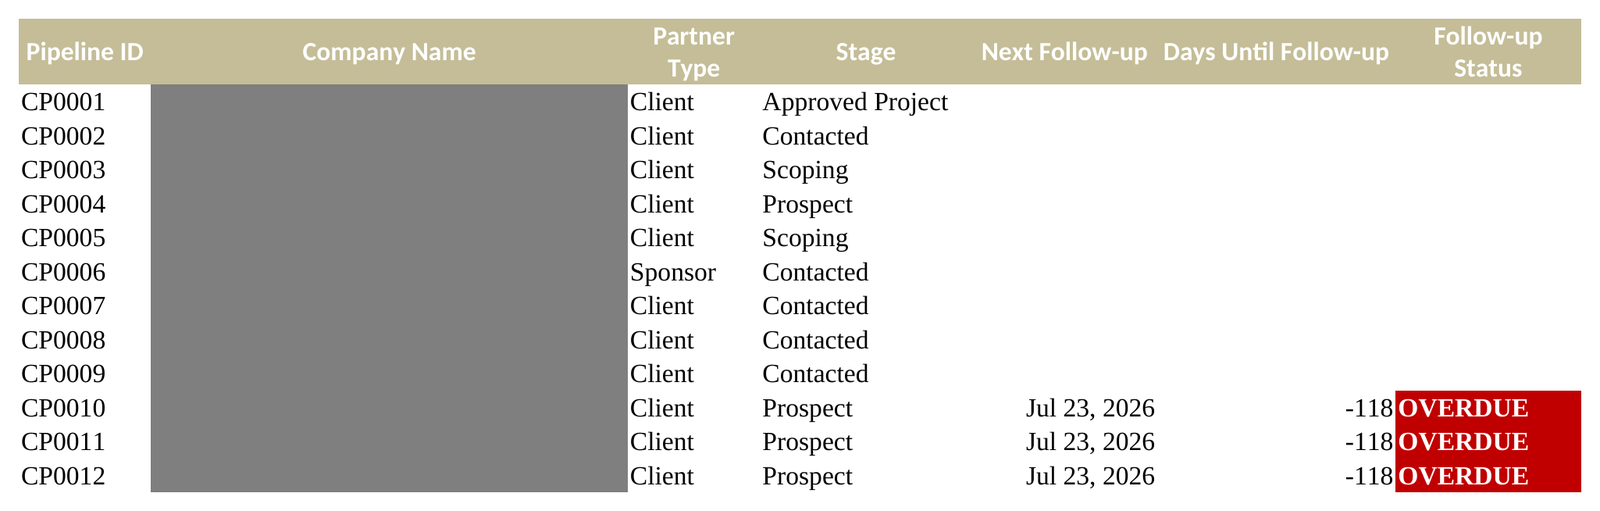 Pipeline ID Company Name Partner Type Stage Next Follow-up Days Until Follow-up Follow-up Status
CP0001 Client Approved Project
CP0002 Client Contacted
CP0003 Client Scoping
CP0004 Client Prospect
CP0005 Client Scoping
CP0006 Sponsor Contacted
CP0007 Client Contacted
CP0008 Client Contacted
CP0009 Client Contacted
CP0010 Client Prospect Jul 23, 2026 -118 OVERDUE
CP0011 Client Prospect Jul 23, 2026 -118 OVERDUE
CP0012 Client Prospect Jul 23, 2026 -118 OVERDUE